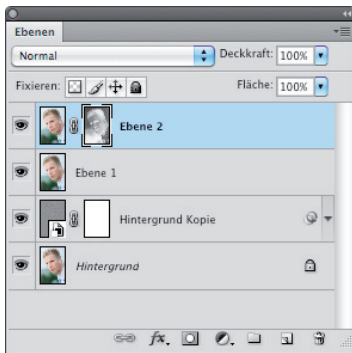 Ebenen
Normal Deckkraft: 100%
Fixieren: Fläche: 100%
Ebene 2
Ebene 1
Hintergrund Kopie
Hintergrund
fx.